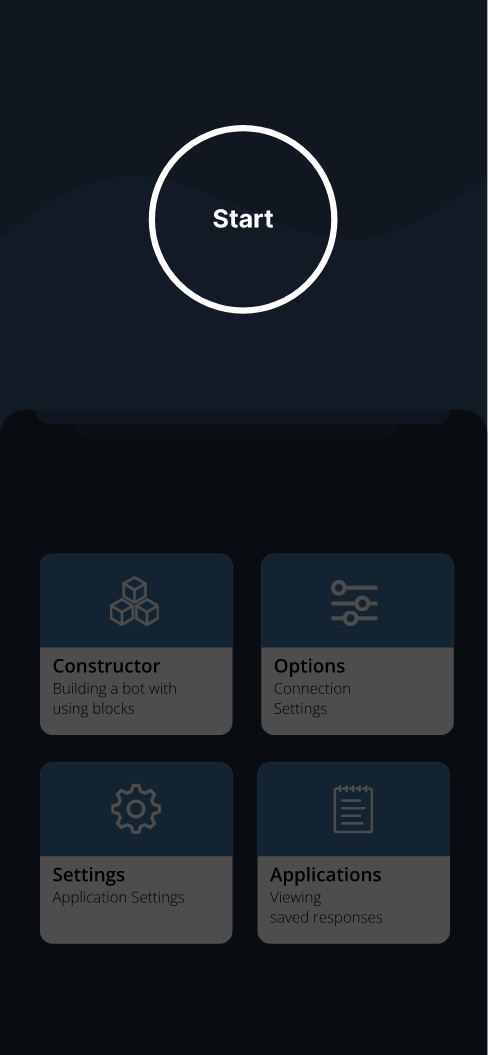 Start
Constructor
Building a bot with
using blocks
Options
Connection
Settings
Settings
Application Settings
Applications
Viewing
saved responses